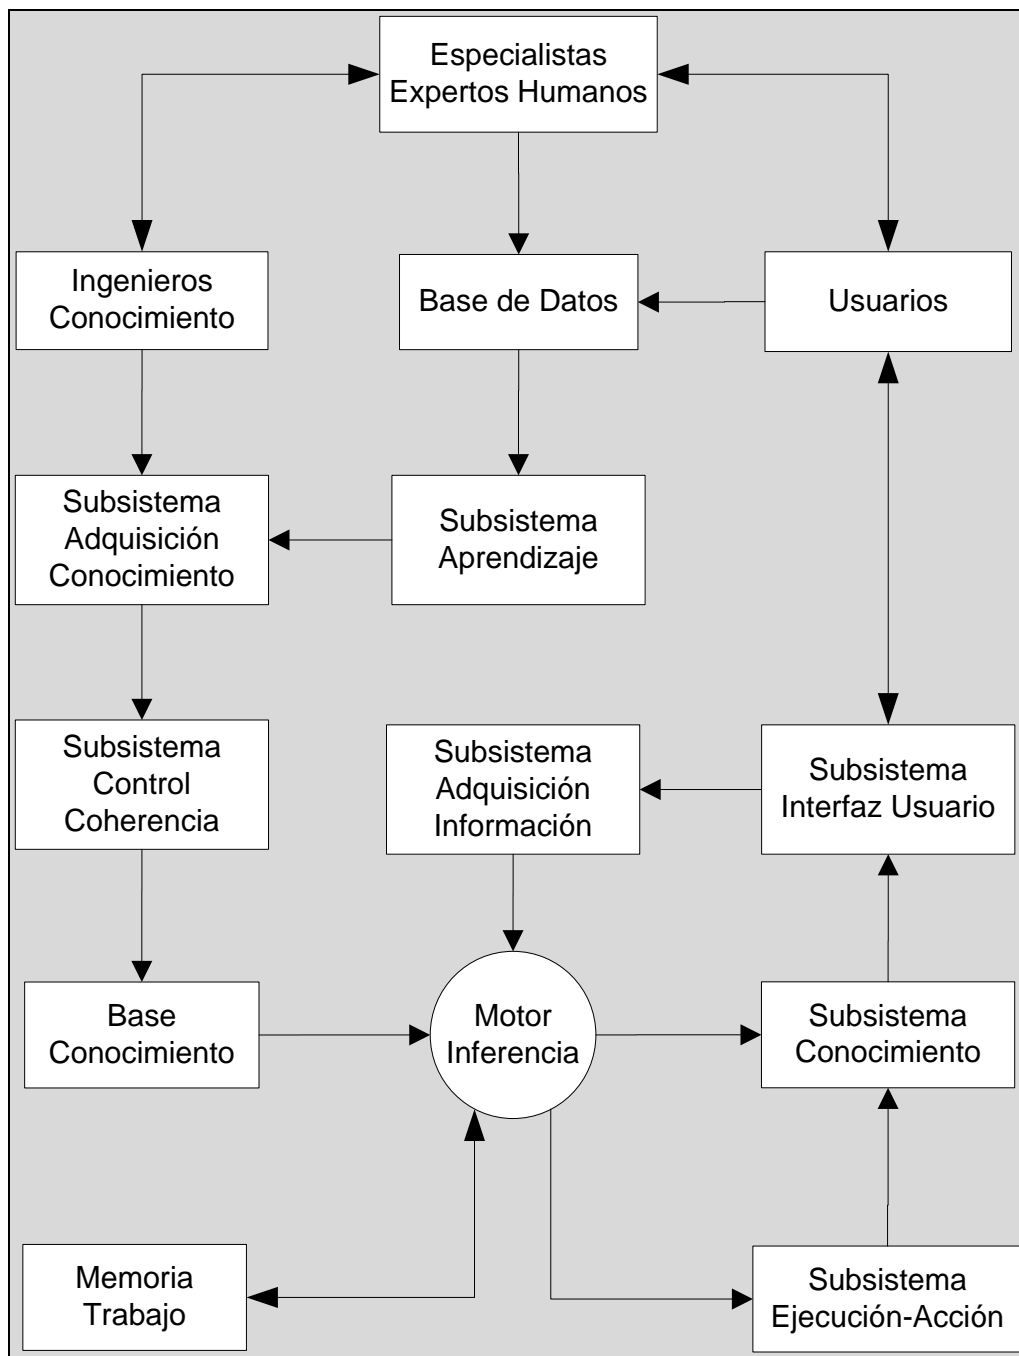 Especialistas
Expertos Humanos
Ingenieros
Conocimiento
Base de Datos
Usuarios
Subsistema
Adquisición
Conocimiento
Subsistema
Aprendizaje
Subsistema
Control
Coherencia
Subsistema
Adquisición
Información
Subsistema
Interfaz Usuario
Base
Conocimiento
Motor
Inferencia
Subsistema
Conocimiento
Memoria
Trabajo
Subsistema
Ejecución-Acción